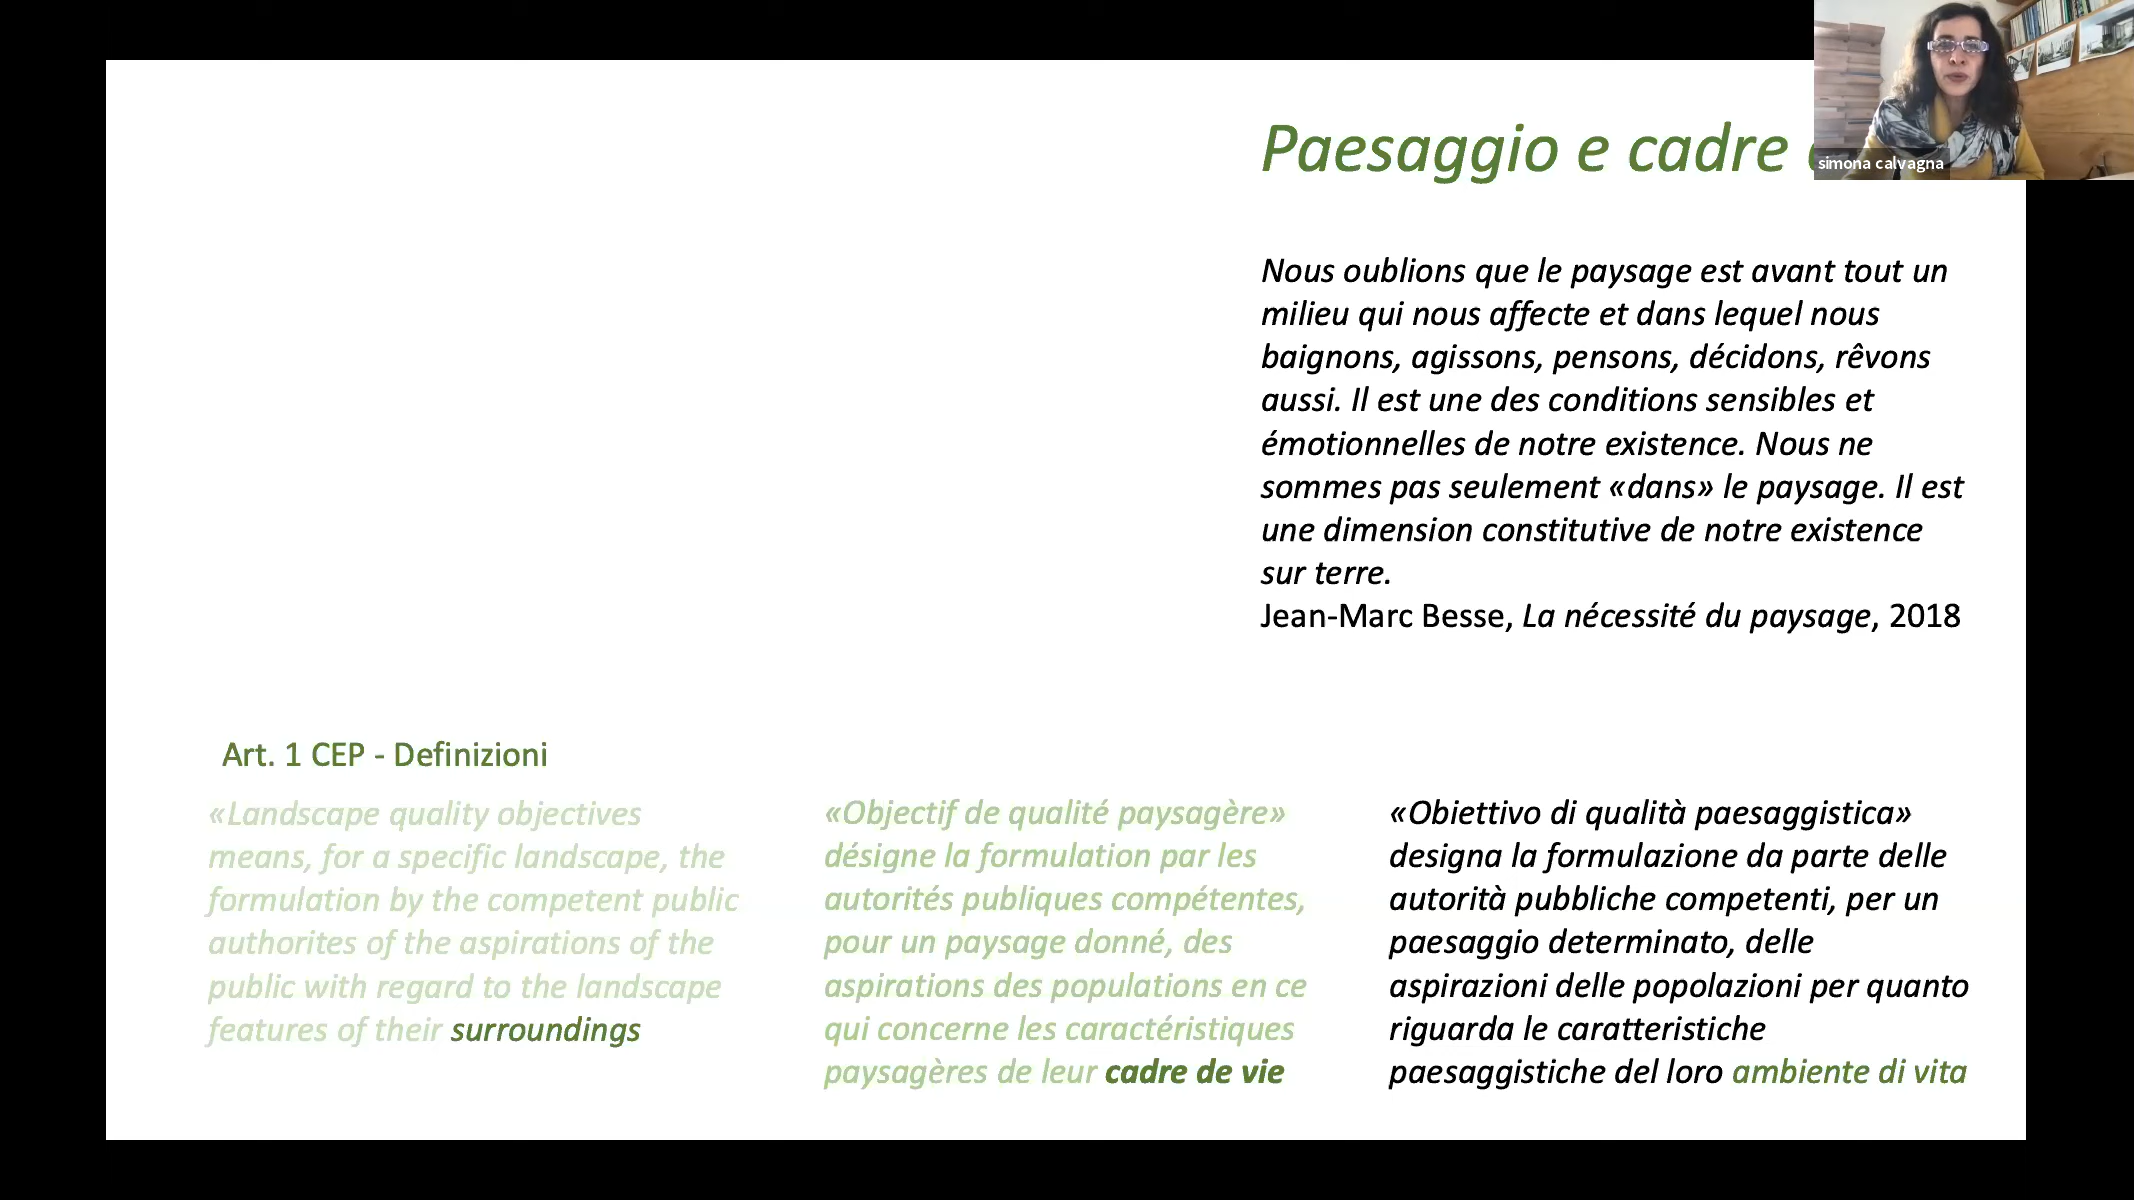 Paesaggio e cadre
simona calvagna
Nous oublions que le paysage est avant tout un
milieu qui nous affecte et dans lequel nous
baignons, agissons, pensons, décidons, rêvons
aussi. Il est une des conditions sensibles et
émotionnelles de notre existence. Nous ne
sommes pas seulement «dans» le paysage. Il est
une dimension constitutive de notre existence
sur terre.
Jean-Marc Besse, La nécessité du paysage, 2018
Art. 1 CEP - Definizioni
«Landscape quality objectives
means, for a specific landscape, the
formulation by the competent public
authorites of the aspirations of the
public with regard to the landscape
features of their surroundings
«Objectif de qualité paysagère»
désigne la formulation par les
autorités publiques compétentes,
pour un paysage donné, des
aspirations des populations en ce
qui concerne les caractéristiques
paysagères de leur cadre de vie
«Obiettivo di qualità paesaggistica»
designa la formulazione da parte delle
autorità pubbliche competenti, per un
paesaggio determinato, delle
aspirazioni delle popolazioni per quanto
riguarda le caratteristiche
paesaggistiche del loro ambiente di vita